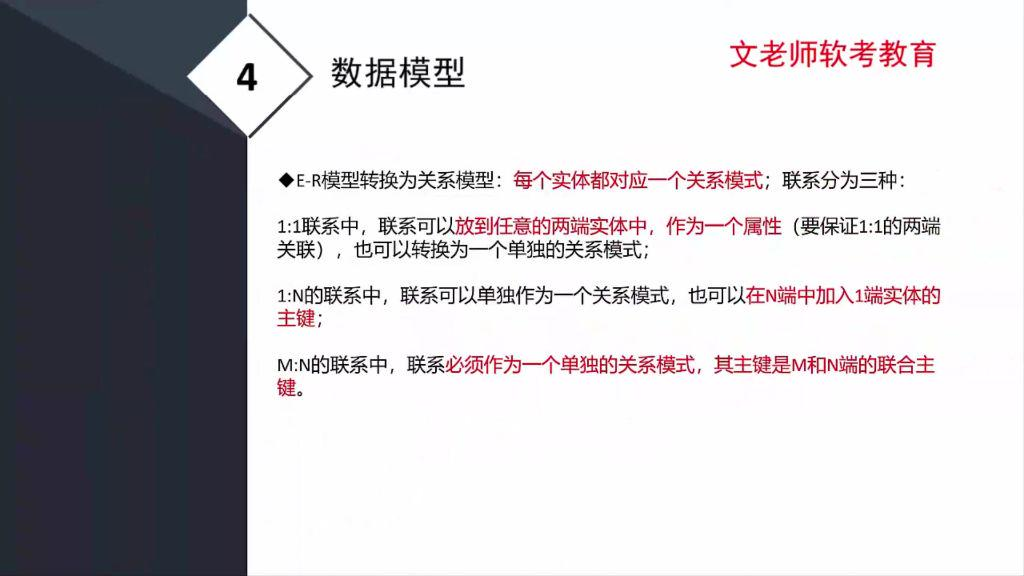 4
数据模型
文老师软考教育
◆E-R模型转换为关系模型：每个实体都对应一个关系模式；联系分为三种：
1:1联系中，联系可以放到任意的两端实体中，作为一个属性（要保证1:1的两端
关联），也可以转换为一个单独的关系模式；
1:N的联系中，联系可以单独作为一个关系模式，也可以在N端中加入1端实体的
主键；
M:N的联系中，联系必须作为一个单独的关系模式，其主键是M和N端的联合主
键。